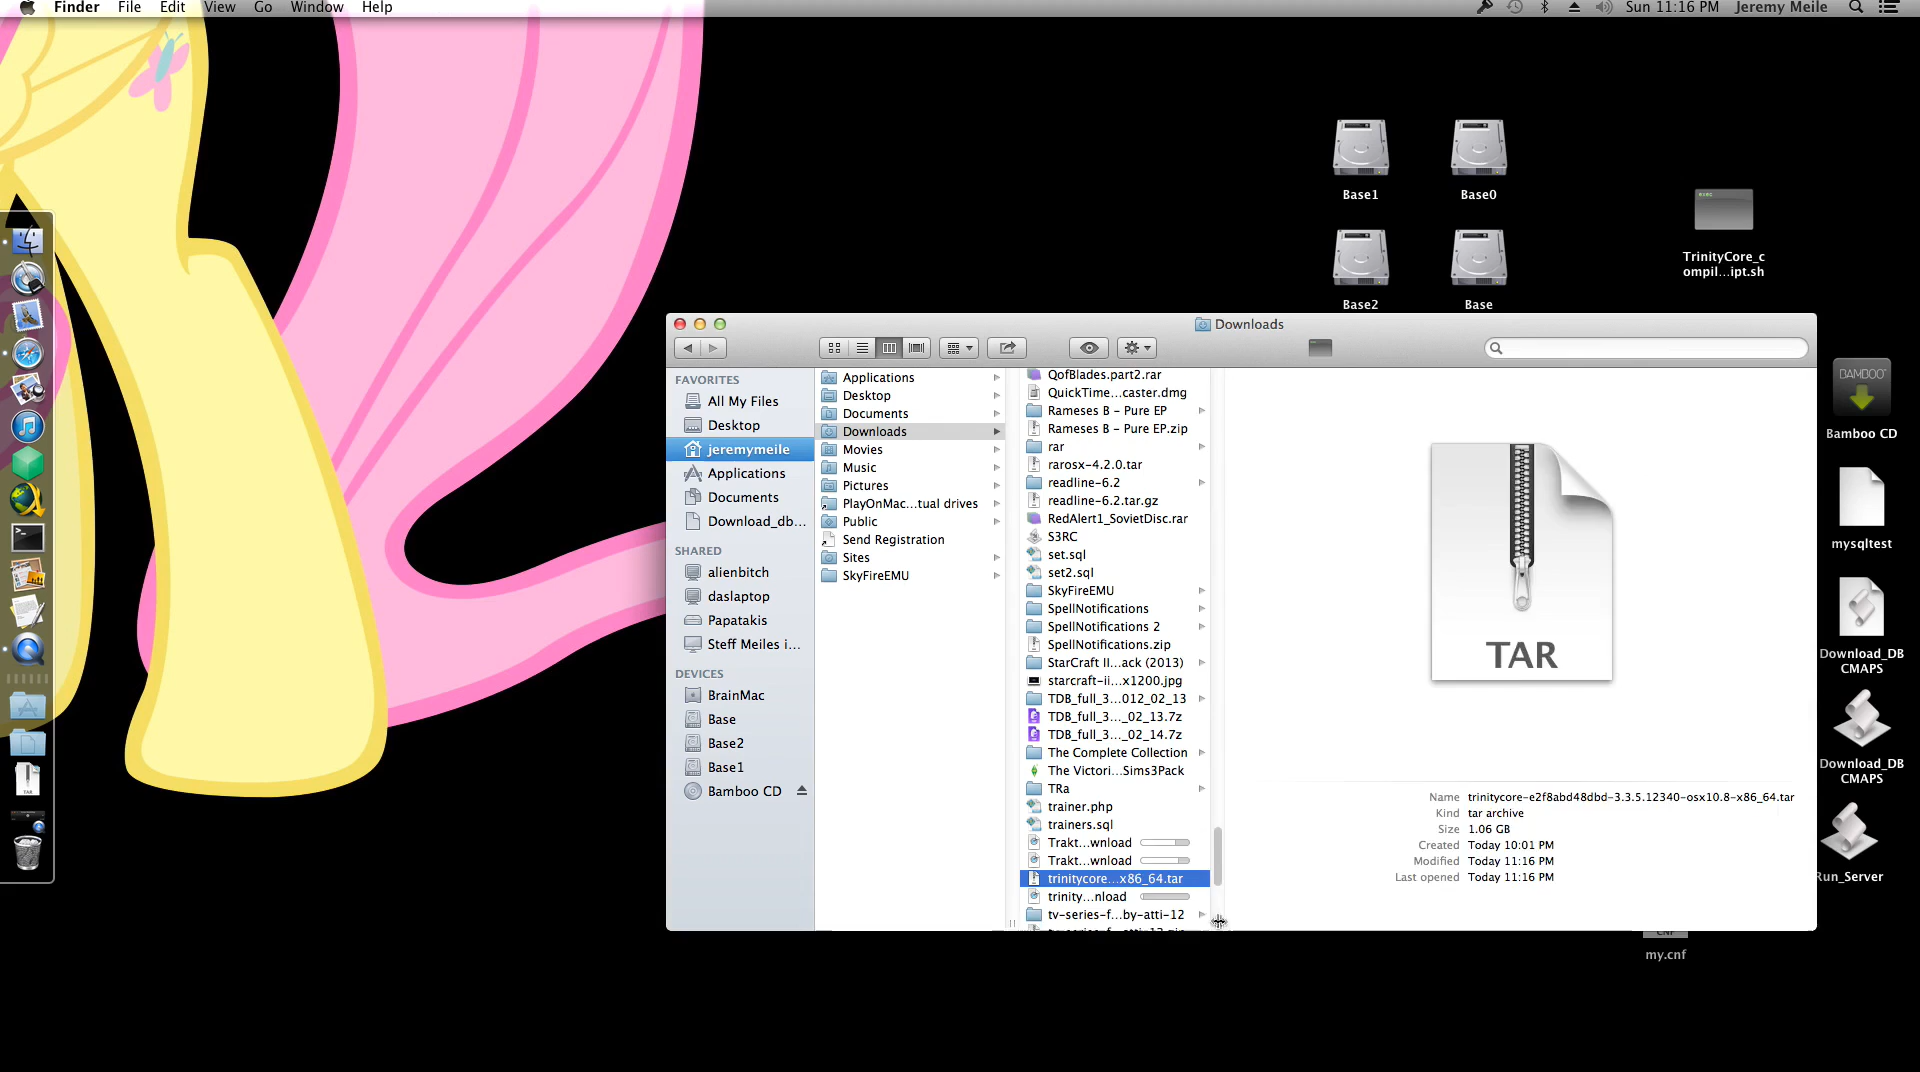 Finder File Edit View Go Window Help
Sun 11:16 PM Jeremy Meile
Base1
Base0
Base2
Base
exec
TrinityCore_c
ompil...ipt.sh
BAMBOO
Bamboo CD
mysqltest
Download_DB
CMAPS
Download_DB
CMAPS
Run_Server
my.cnf
Downloads
FAVORITES
All My Files
Desktop
jeremymeile
Applications
Documents
Download_db...
SHARED
alienbitch
daslaptop
Papatakis
Steff Meiles i...
DEVICES
BrainMac
Base
Base2
Base1
Bamboo CD
Applications
Desktop
Documents
Downloads
Movies
Music
Pictures
PlayOnMac...tual drives
Public
Send Registration
Sites
SkyFireEMU
QofBlades.part2.rar
QuickTime...caster.dmg
Rameses B - Pure EP
Rameses B - Pure EP.zip
rar
rarosx-4.2.0.tar
readline-6.2
readline-6.2.tar.gz
RedAlert1_SovietDisc.rar
S3RC
set.sql
set2.sql
SkyFireEMU
SpellNotifications
SpellNotifications 2
SpellNotifications.zip
StarCraft II...ack (2013)
starcraft-ii...x1200.jpg
TDB_full_3...012_02_13
TDB_full_3..._02_13.7z
TDB_full_3..._02_14.7z
The Complete Collection
The Victori...Sims3Pack
TRa
trainer.php
trainers.sql
Trakt...wnload
Trakt...wnload
trinitycore...x86_64.tar
trinity...nload
tv-series-f...by-atti-12
TAR
Name trinitycore-e2f8abd48dbd-3.3.5.12340-osx10.8-x86_64.tar
Kind tar archive
Size 1.06 GB
Created Today 10:01 PM
Modified Today 11:16 PM
Last opened Today 11:16 PM